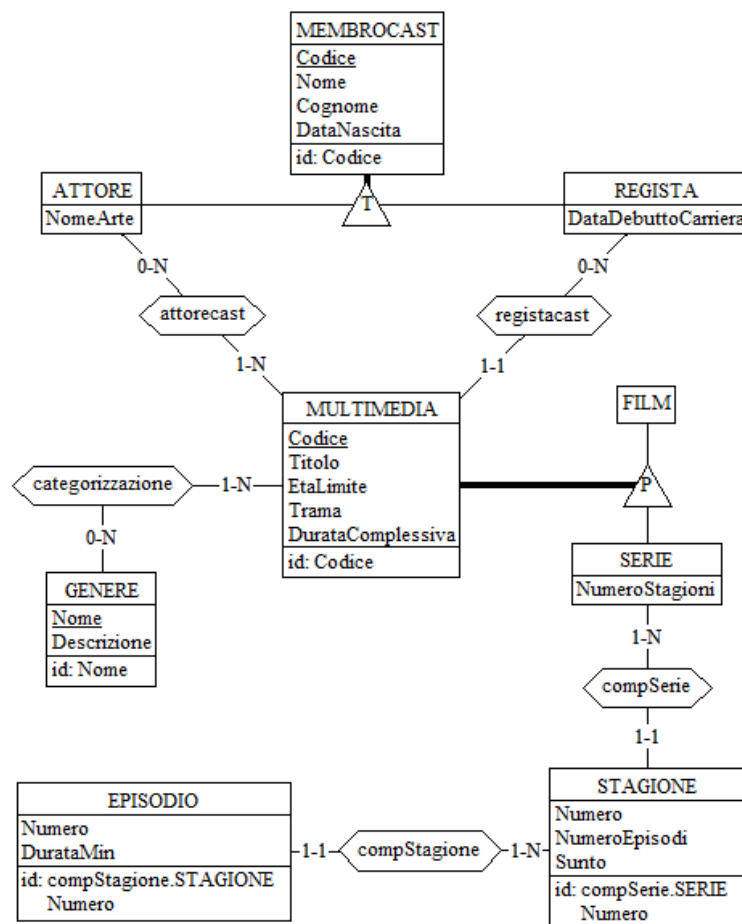 MEMBROCAST
Codice
Nome
Cognome
DataNascita
id: Codice
ATTORE
NomeArte
T
REGISTA
DataDebuttoCarriera
0-N
0-N
attorecast
registacast
1-N
1-1
MULTIMEDIA
Codice
Titolo
EtaLimite
Trama
DurataComplessiva
id: Codice
FILM
P
categorizzazione
1-N
0-N
GENERE
Nome
Descrizione
id: Nome
SERIE
NumeroStagioni
1-N
compSerie
1-1
EPISODIO
Numero
DurataMin
id: compStagione.STAGIONE
Numero
1-1
compStagione
1-N
STAGIONE
Numero
NumeroEpisodi
Sunto
id: compSerie.SERIE
Numero